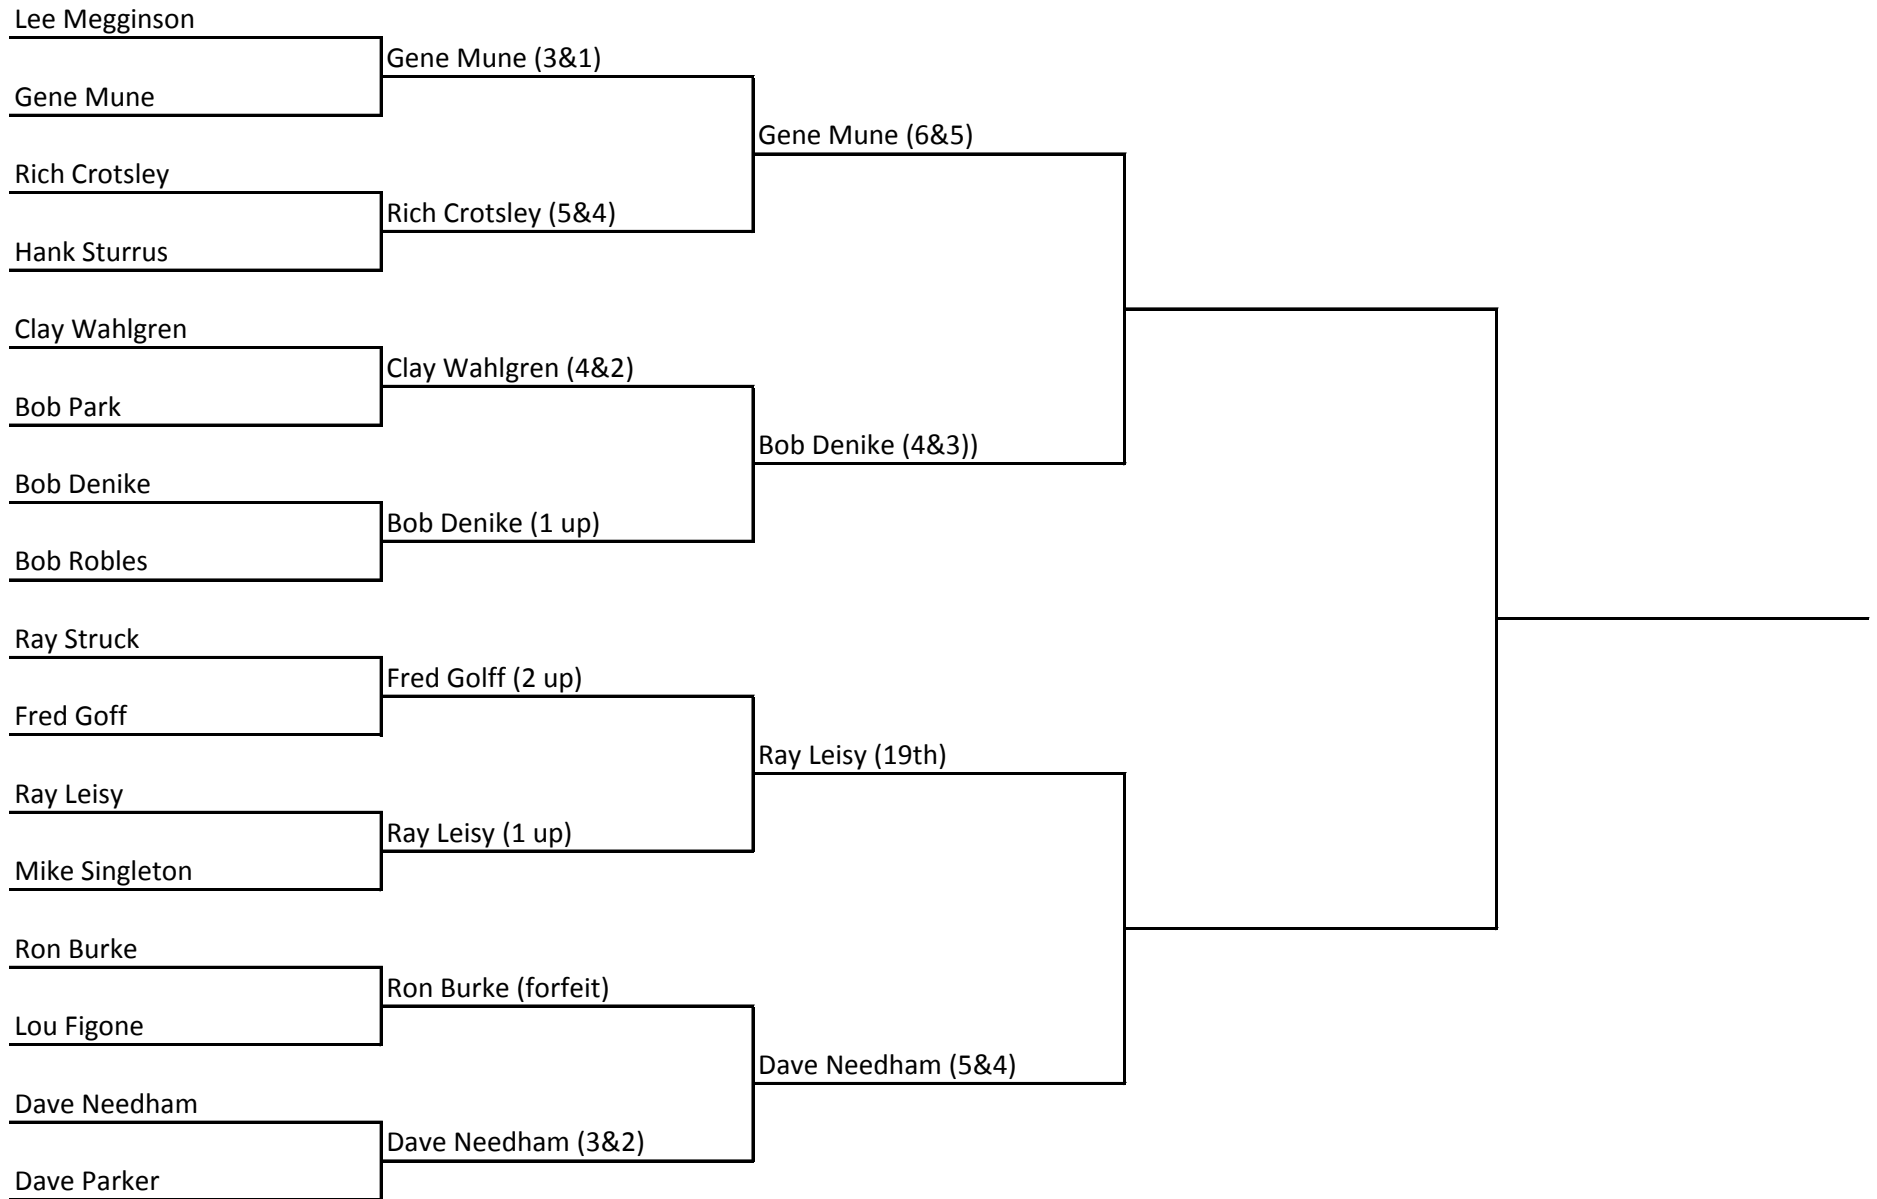 Lee Megginson
Gene Mune (3&1)
Gene Mune
Gene Mune (6&5)
Rich Crotsley
Rich Crotsley (5&4)
Hank Sturrus
Clay Wahlgren
Clay Wahlgren (4&2)
Bob Park
Bob Denike (4&3))
Bob Denike
Bob Denike (1 up)
Bob Robles
Ray Struck
Fred Golff (2 up)
Fred Goff
Ray Leisy (19th)
Ray Leisy
Ray Leisy (1 up)
Mike Singleton
Ron Burke
Ron Burke (forfeit)
Lou Figone
Dave Needham (5&4)
Dave Needham
Dave Needham (3&2)
Dave Parker